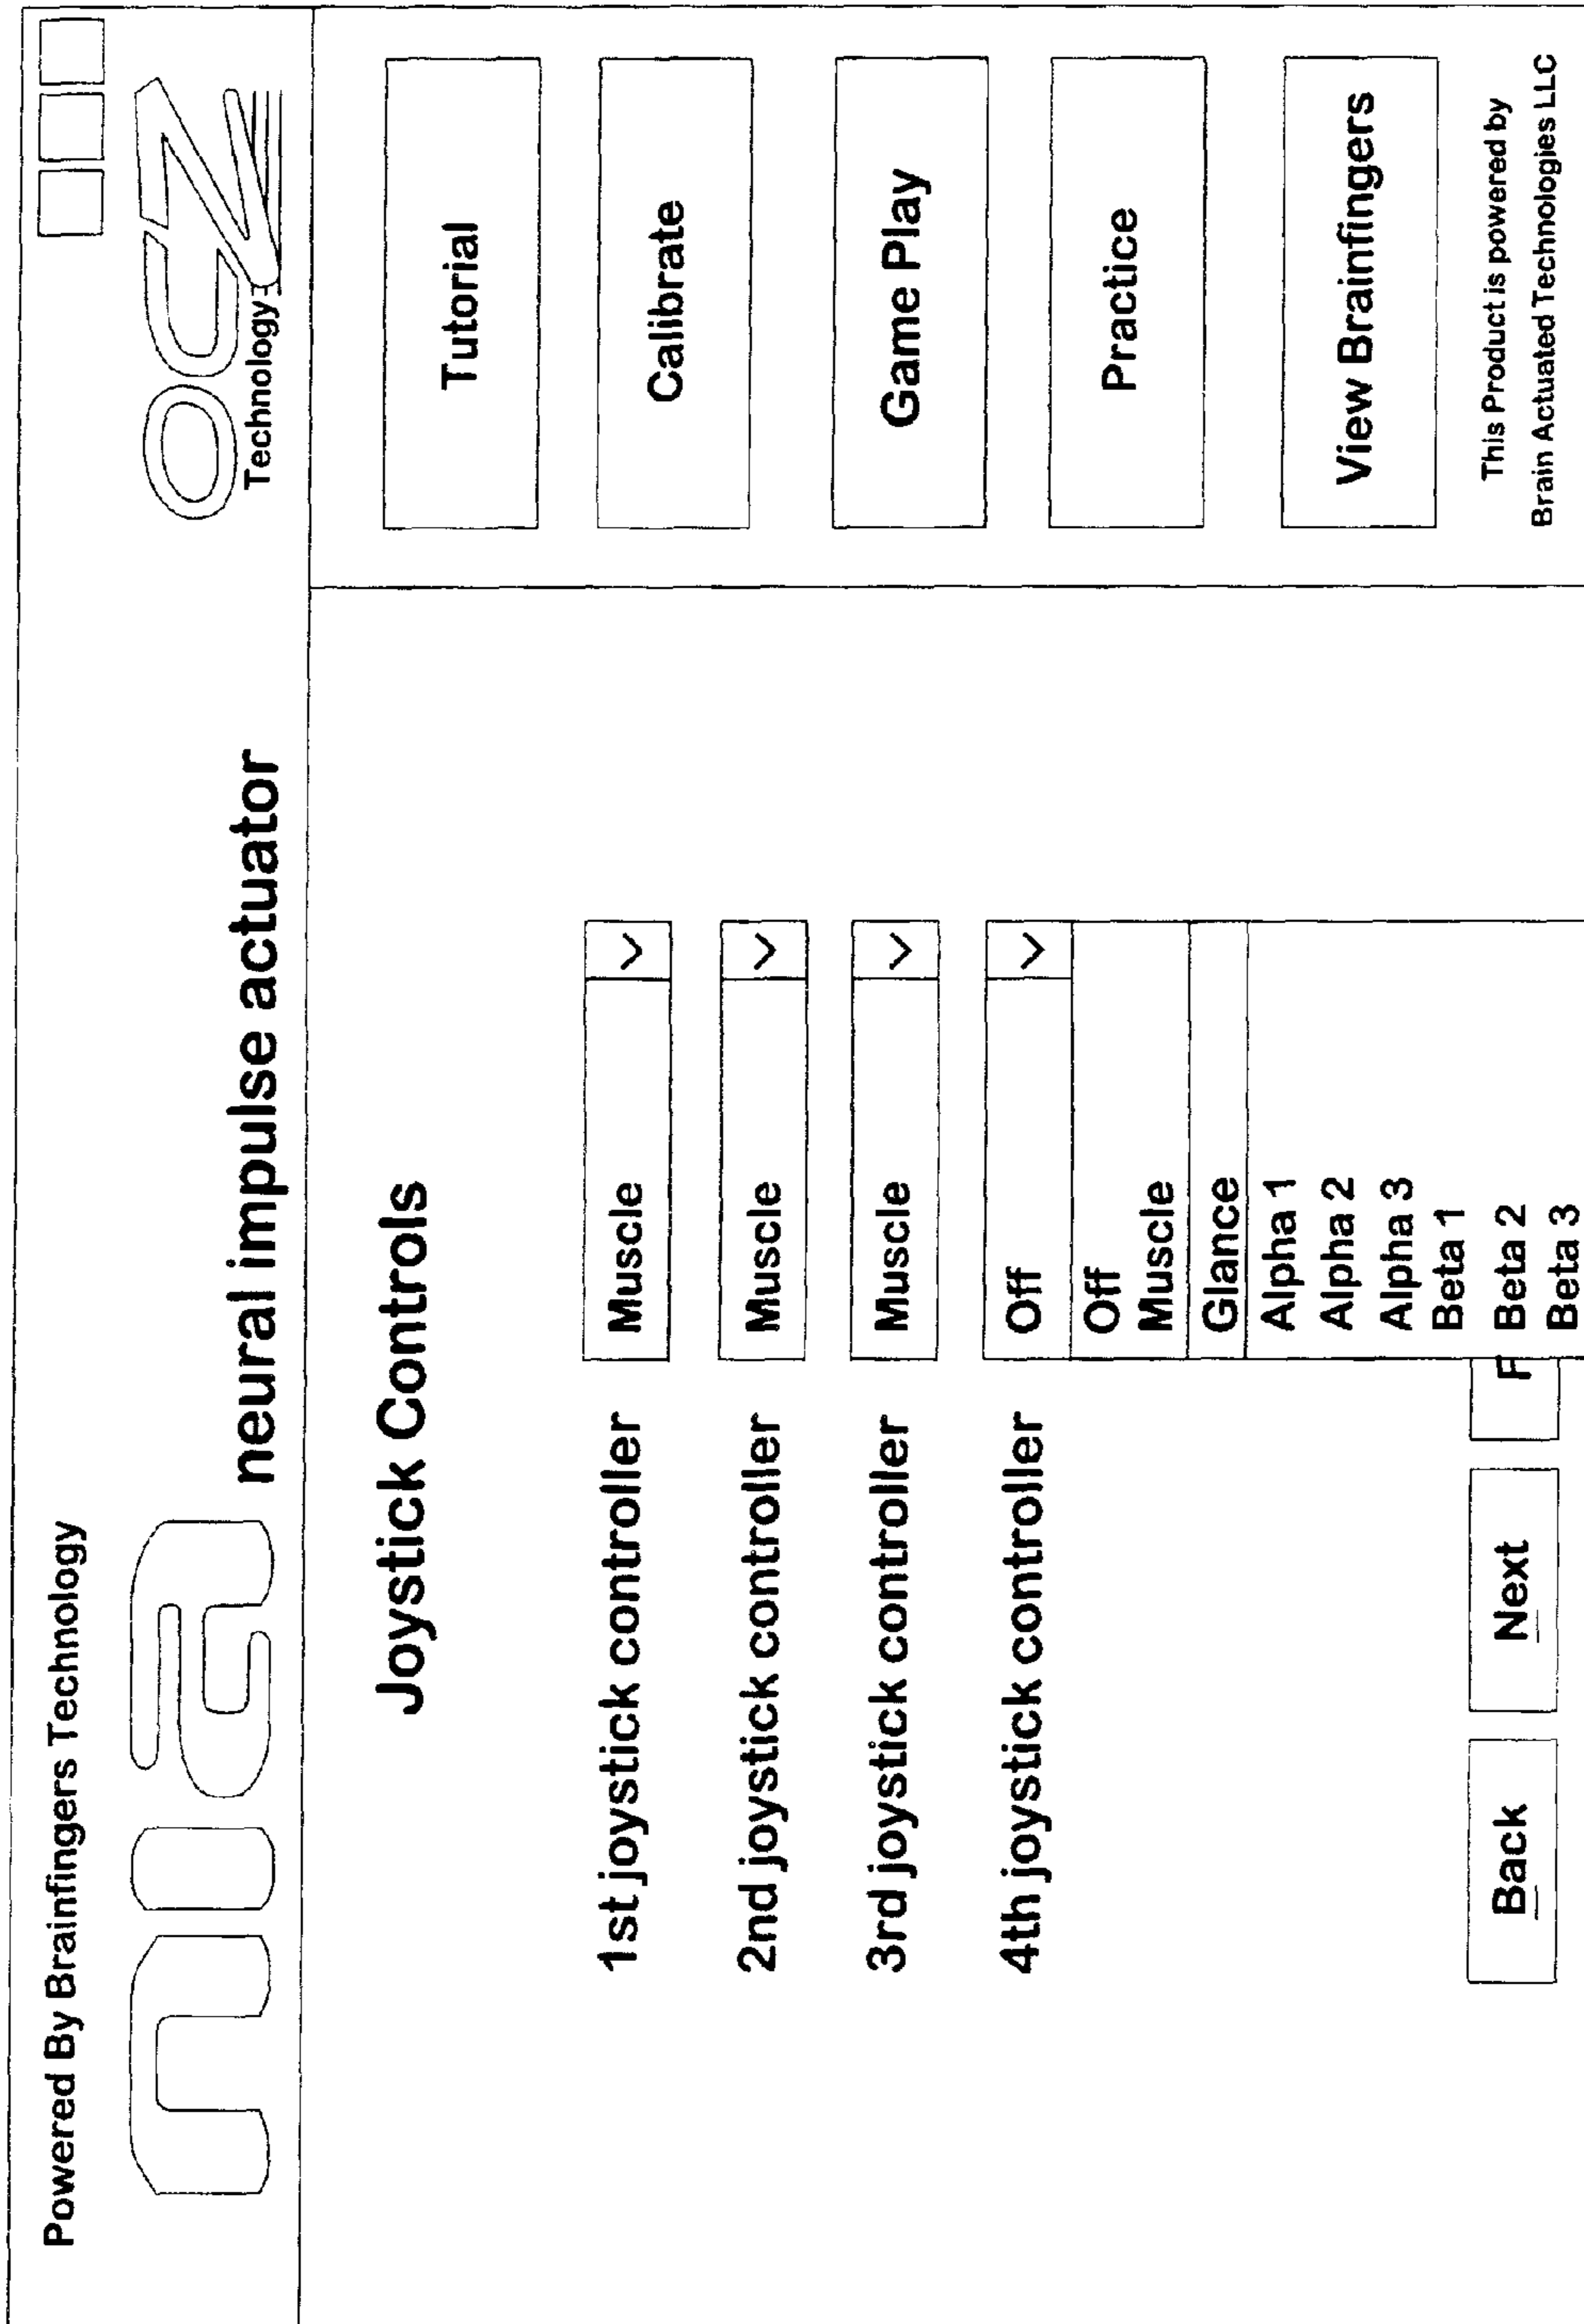 Powered By Brainfingers Technology
nia neural impulse actuator
OCZ
Technology
Joystick Controls
1st joystick controller Muscle
2nd joystick controller Muscle
3rd joystick controller Muscle
4th joystick controller Off
Off
Muscle
Glance
Alpha 1
Alpha 2
Alpha 3
Beta 1
Beta 2
Beta 3
Back Next F
Tutorial
Calibrate
Game Play
Practice
View Brainfingers
This Product is powered by
Brain Actuated Technologies LLC